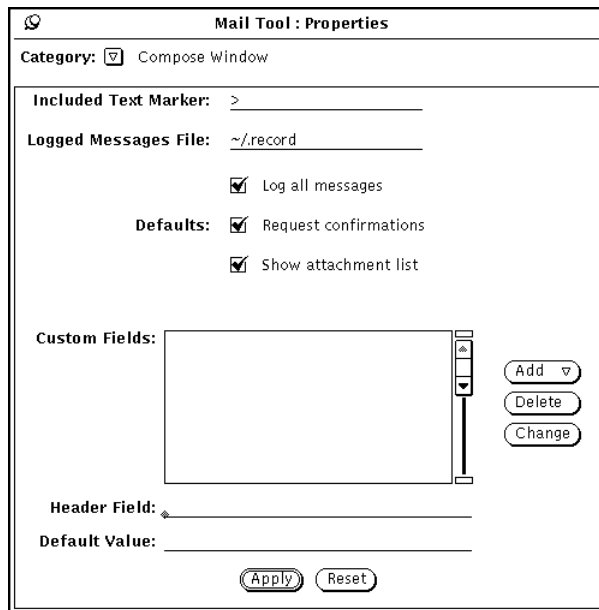 Mail Tool : Properties
Category: Compose Window
Included Text Marker: >
Logged Messages File: ~/.record
Log all messages
Defaults: Request confirmations
Show attachment list
Custom Fields:
Add
Delete
Change
Header Field:
Default Value:
Apply Reset